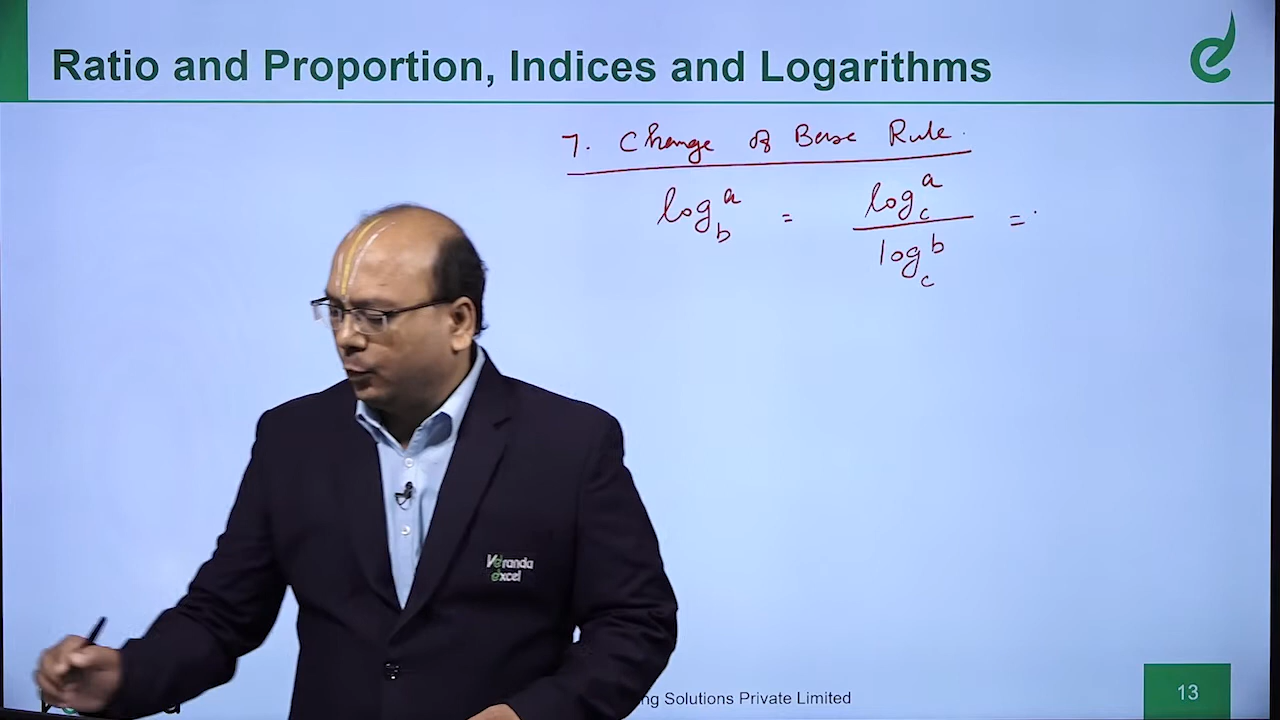 Ratio and Proportion, Indices and Logarithms
7. Change of Base Rule.
log_b^a = log_c^a / log_c^b =
Veranda
excel
ng Solutions Private Limited
13